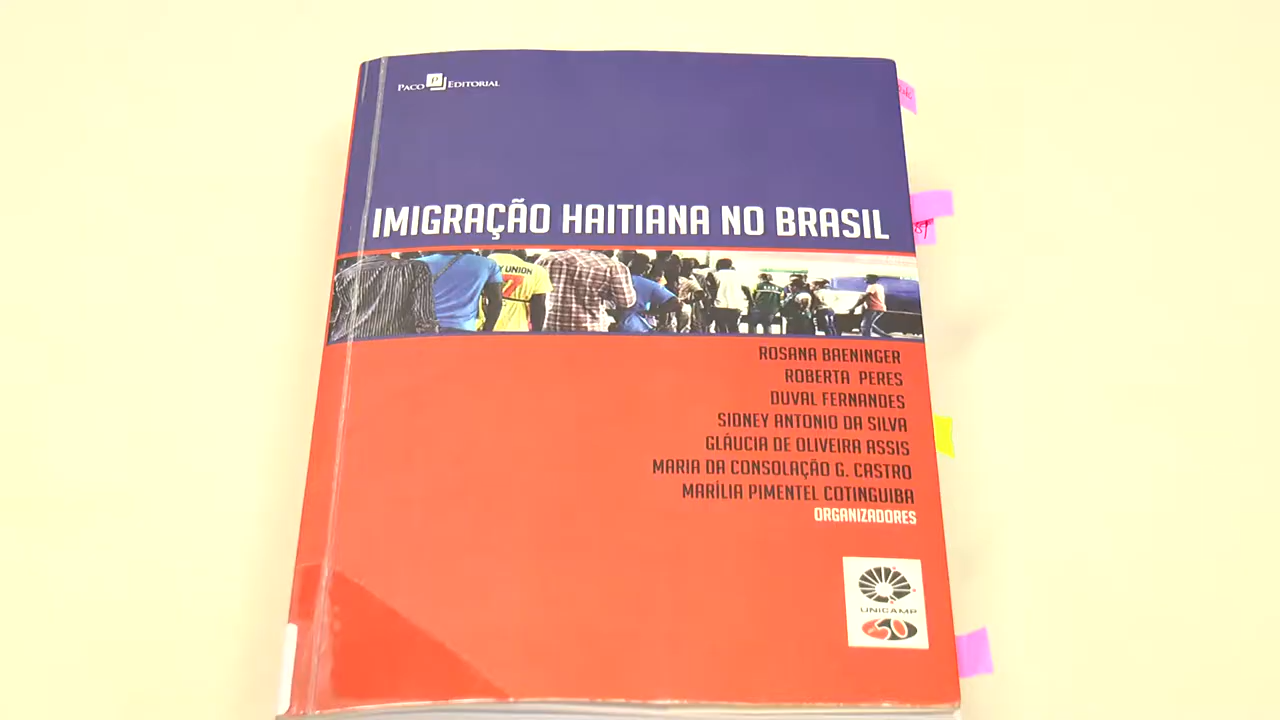 PACO EDITORIAL
IMIGRAÇÃO HAITIANA NO BRASIL
Y UNION
7
ROSANA BAENINGER
ROBERTA PERES
DUVAL FERNANDES
SIDNEY ANTONIO DA SILVA
GLÁUCIA DE OLIVEIRA ASSIS
MARIA DA CONSOLAÇÃO G. CASTRO
MARÍLIA PIMENTEL COTINGUIBA
ORGANIZADORES
UNICAMP
50